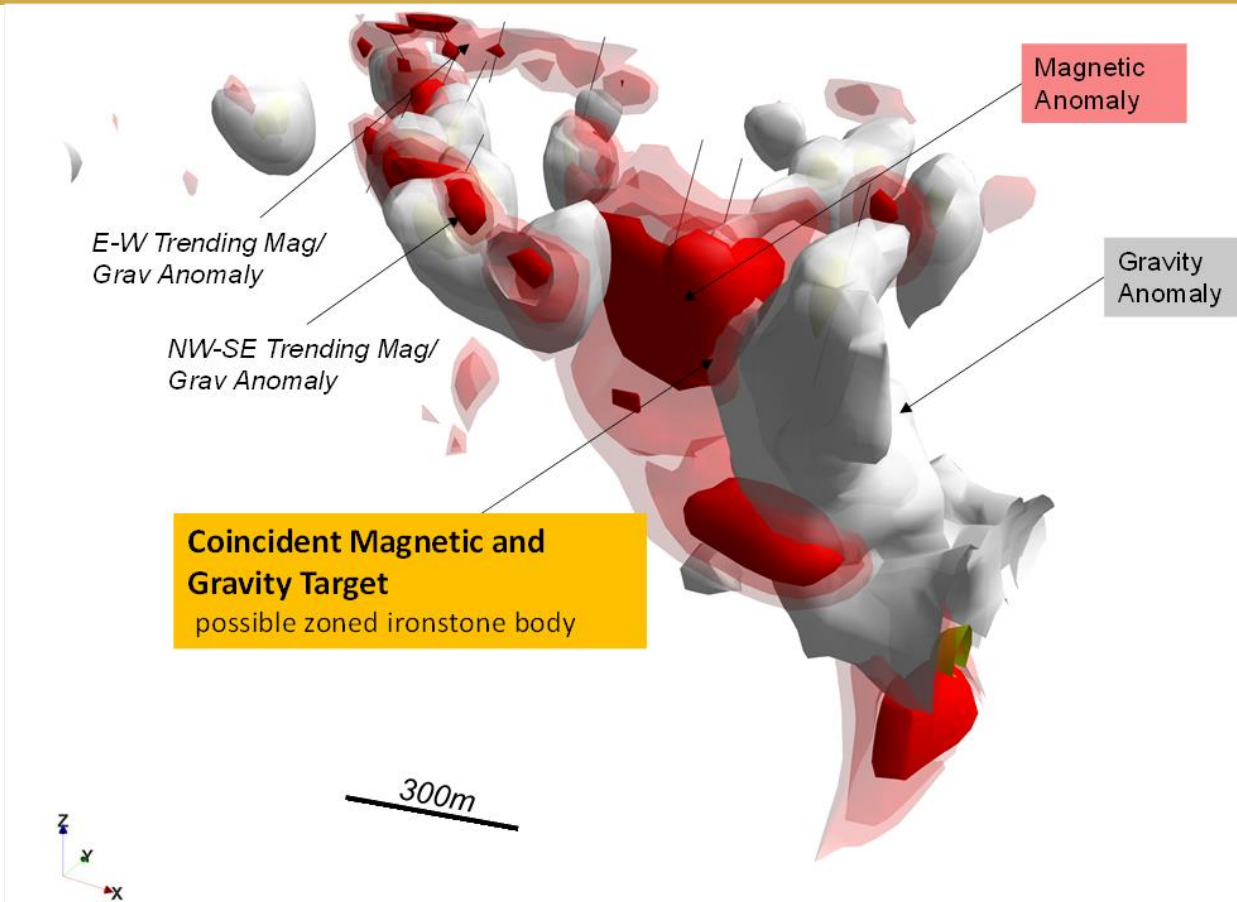 Magnetic
Anomaly
E-W Trending Mag/
Grav Anomaly
Gravity
Anomaly
NW-SE Trending Mag/
Grav Anomaly
Coincident Magnetic and
Gravity Target
possible zoned ironstone body
300m
Z
Y
X